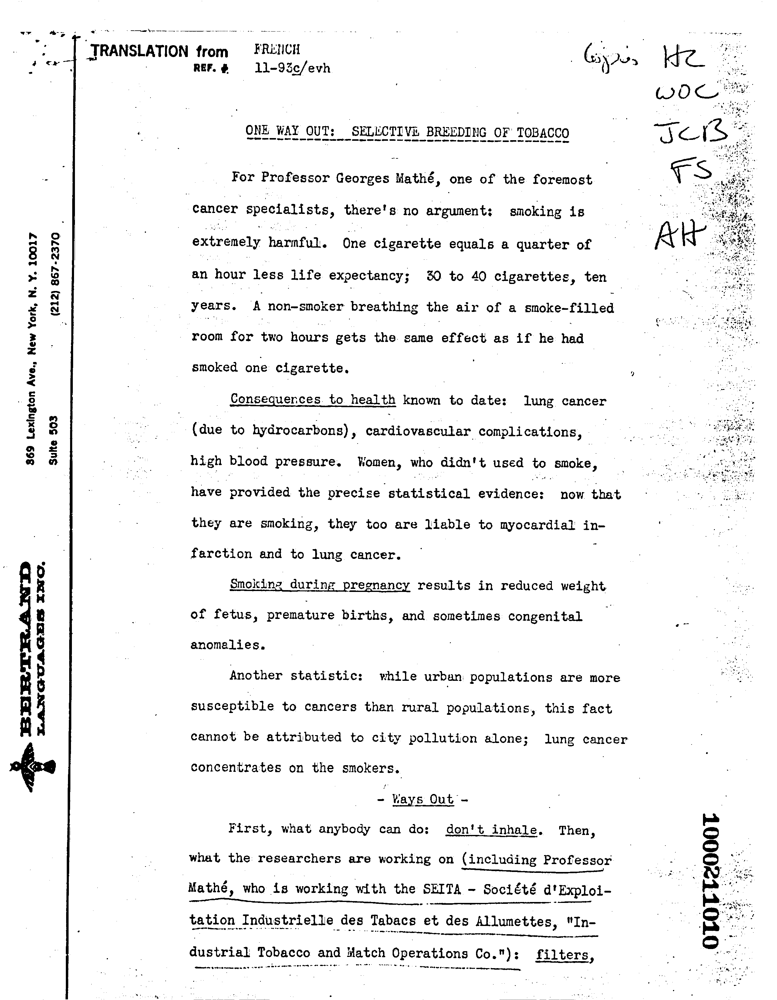 TRANSLATION from FRENCH
REF. #. 11-93c/evh
HZ
WOC
JCB
FS
AH
ONE WAY OUT: SELECTIVE BREEDING OF TOBACCO
For Professor Georges Mathé, one of the foremost
cancer specialists, there's no argument: smoking is
extremely harmful. One cigarette equals a quarter of
an hour less life expectancy; 30 to 40 cigarettes, ten
years. A non-smoker breathing the air of a smoke-filled
room for two hours gets the same effect as if he had
smoked one cigarette.
Consequences to health known to date: lung cancer
(due to hydrocarbons), cardiovascular complications,
high blood pressure. Women, who didn't used to smoke,
have provided the precise statistical evidence: now that
they are smoking, they too are liable to myocardial in-
farction and to lung cancer.
Smoking during pregnancy results in reduced weight
of fetus, premature births, and sometimes congenital
anomalies.
Another statistic: while urban populations are more
susceptible to cancers than rural populations, this fact
cannot be attributed to city pollution alone; lung cancer
concentrates on the smokers.
- Ways Out -
First, what anybody can do: don't inhale. Then,
what the researchers are working on (including Professor
Mathé, who is working with the SEITA - Société d'Exploi-
tation Industrielle des Tabacs et des Allumettes, "In-
dustrial Tobacco and Match Operations Co."): filters,
869 Lexington Ave., New York, N. Y. 10017
Suite 503 (212) 867-2370
BERTRAND
LANGUAGES INC.
1000211010